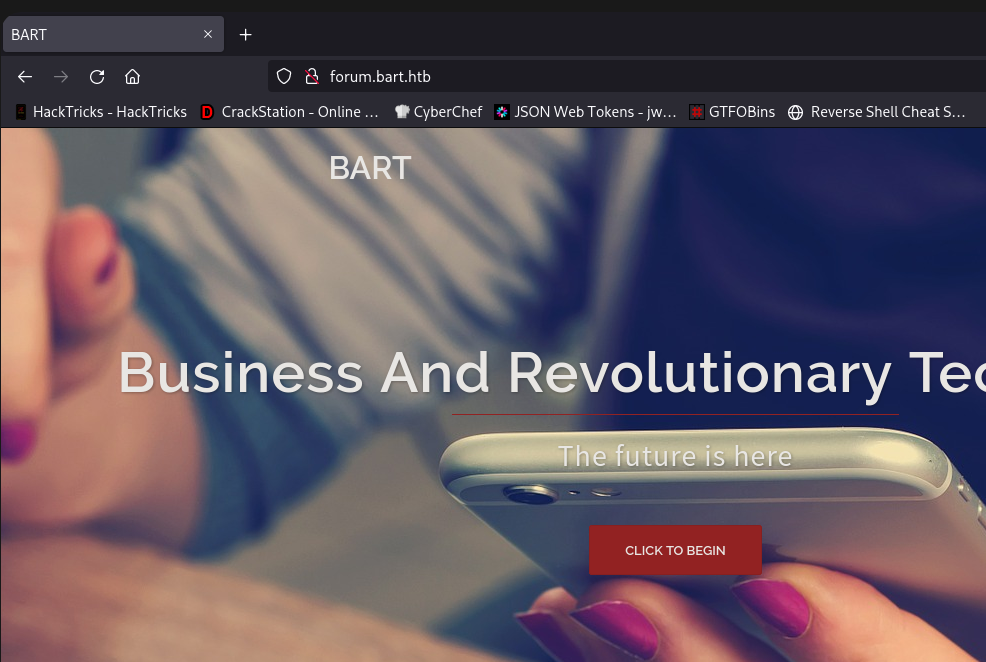 BART
forum.bart.htb
HackTricks - HackTricks CrackStation - Online ... CyberChef JSON Web Tokens - jw... GTFOBins Reverse Shell Cheat S...
BART
Business And Revolutionary Tec
The future is here
CLICK TO BEGIN